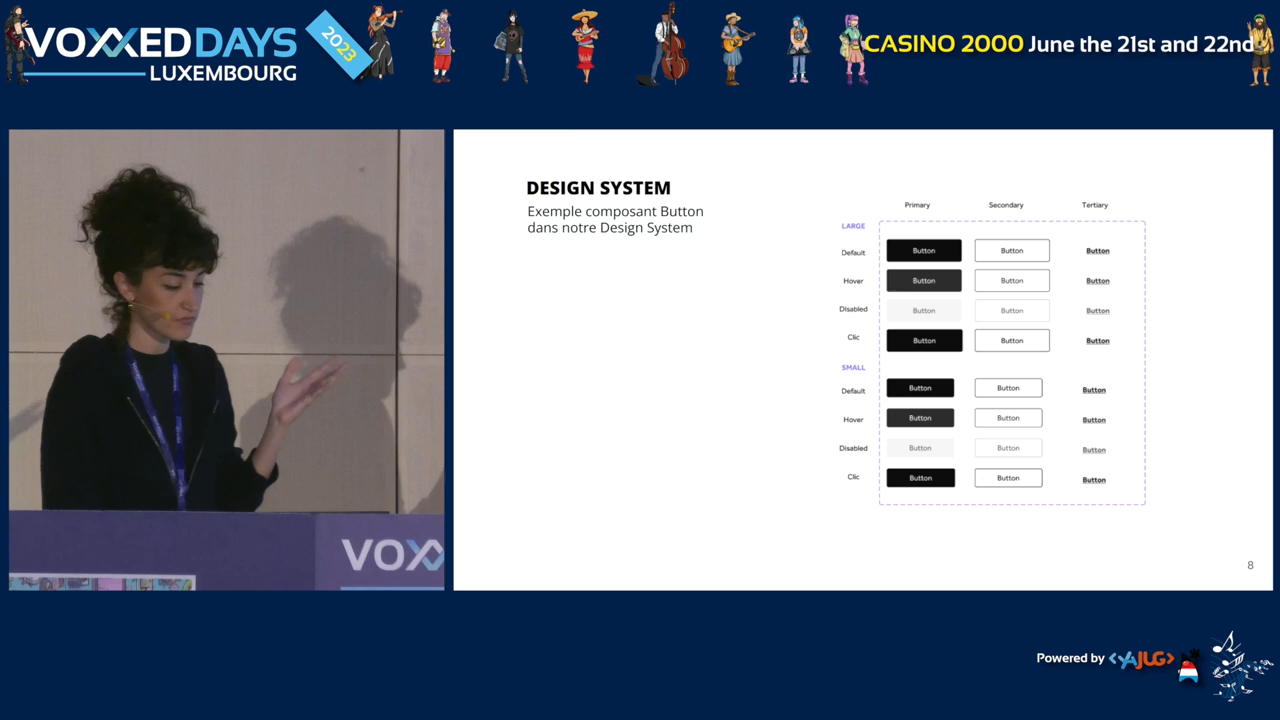 VOXXED DAYS
LUXEMBOURG
2023
CASINO 2000 June the 21st and 22nd
DESIGN SYSTEM
Exemple composant Button
dans notre Design System
Primary Secondary Tertiary
LARGE
Default Button Button Button
Hover Button Button Button
Disabled Button Button Button
Clic Button Button Button
SMALL
Default Button Button Button
Hover Button Button Button
Disabled Button Button Button
Clic Button Button Button
8
VOXX
Powered by <YAJUG>